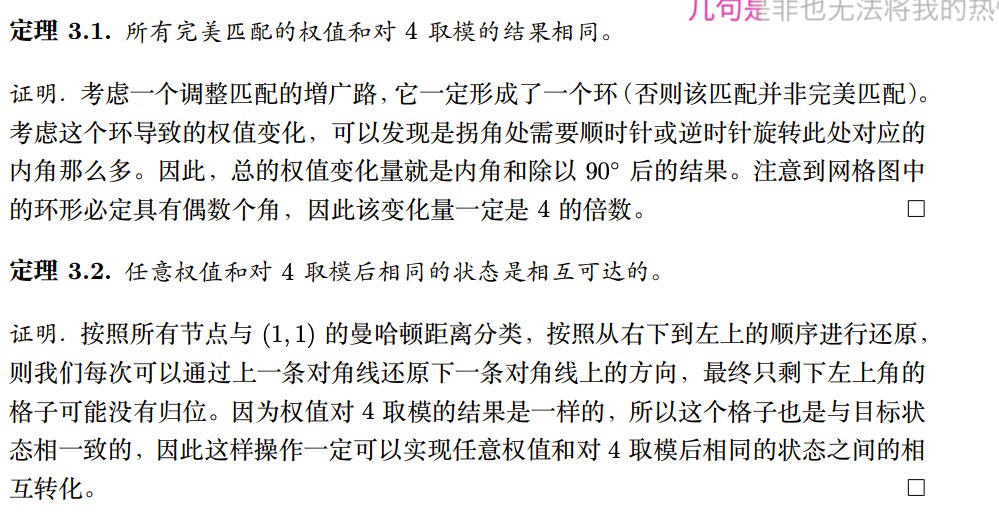 几句是非也无法将我的热
定理 3.1. 所有完美匹配的权值和对 4 取模的结果相同。
证明. 考虑一个调整匹配的增广路，它一定形成了一个环（否则该匹配并非完美匹配）。
考虑这个环导致的权值变化，可以发现是拐角处需要顺时针或逆时针旋转此处对应的
内角那么多。因此，总的权值变化量就是内角和除以 90° 后的结果。注意到网格图中
的环形必定具有偶数个角，因此该变化量一定是 4 的倍数。 □
定理 3.2. 任意权值和对 4 取模后相同的状态是相互可达的。
证明. 按照所有节点与 (1, 1) 的曼哈顿距离分类，按照从右下到左上的顺序进行还原，
则我们每次可以通过上一条对角线还原下一条对角线上的方向，最终只剩下左上角的
格子可能没有归位。因为权值对 4 取模的结果是一样的，所以这个格子也是与目标状
态相一致的，因此这样操作一定可以实现任意权值和对 4 取模后相同的状态之间的相
互转化。 □